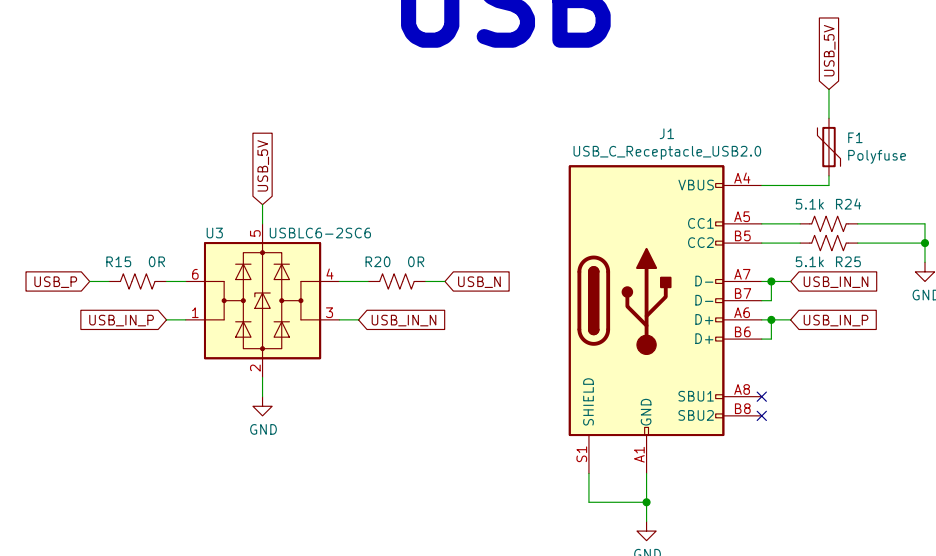 USB
USB_5V
J1
USB_C_Receptacle_USB2.0
F1
Polyfuse
VBUS
A4
5.1k R24
CC1
A5
CC2
B5
5.1k R25
GND
D-
A7
USB_IN_N
D-
B7
D+
A6
USB_IN_P
D+
B6
SBU1
A8
SBU2
B8
SHIELD
GND
S1
A1
GND
USB_5V
5
U3
USBLC6-2SC6
R15 0R
R20 0R
USB_P
6
4
USB_N
USB_IN_P
1
3
USB_IN_N
2
GND